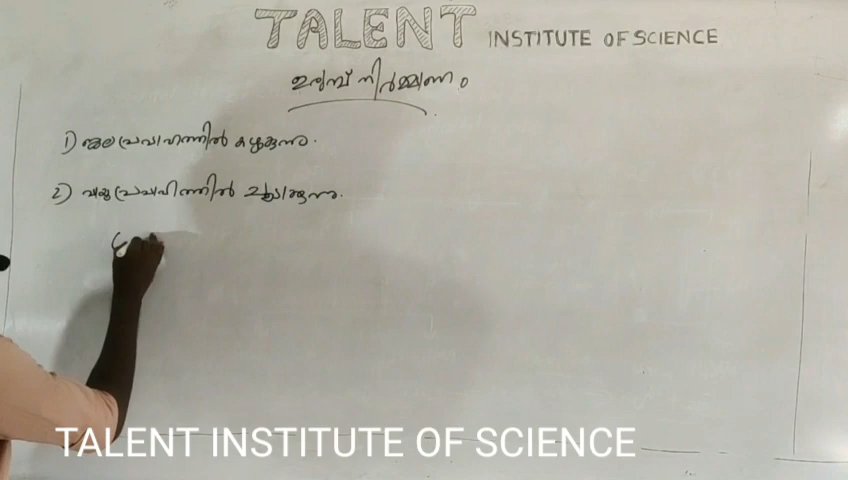 TALENT INSTITUTE OF SCIENCE
ഇരുമ്പ് നിർമ്മാണം
1) ജലപ്രവാഹത്തിൽ കഴുകുന്നു.
2) വായു പ്രവാഹത്തിൽ ചൂടാക്കുന്നു.
TALENT INSTITUTE OF SCIENCE